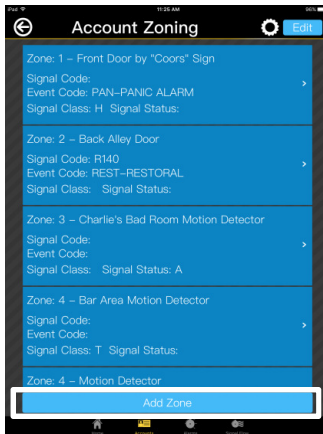 iPad
11:25 AM
96%
Account Zoning
Edit
Zone: 1 – Front Door by "Coors" Sign
Signal Code:
Event Code: PAN–PANIC ALARM
Signal Class: H Signal Status:
Zone: 2 – Back Alley Door
Signal Code: R140
Event Code: REST–RESTORAL
Signal Class: Signal Status:
Zone: 3 – Charlie's Bad Room Motion Detector
Signal Code:
Event Code:
Signal Class: Signal Status: A
Zone: 4 – Bar Area Motion Detector
Signal Code:
Event Code:
Signal Class: T Signal Status:
Zone: 4 – Motion Detector
Add Zone
Accounts